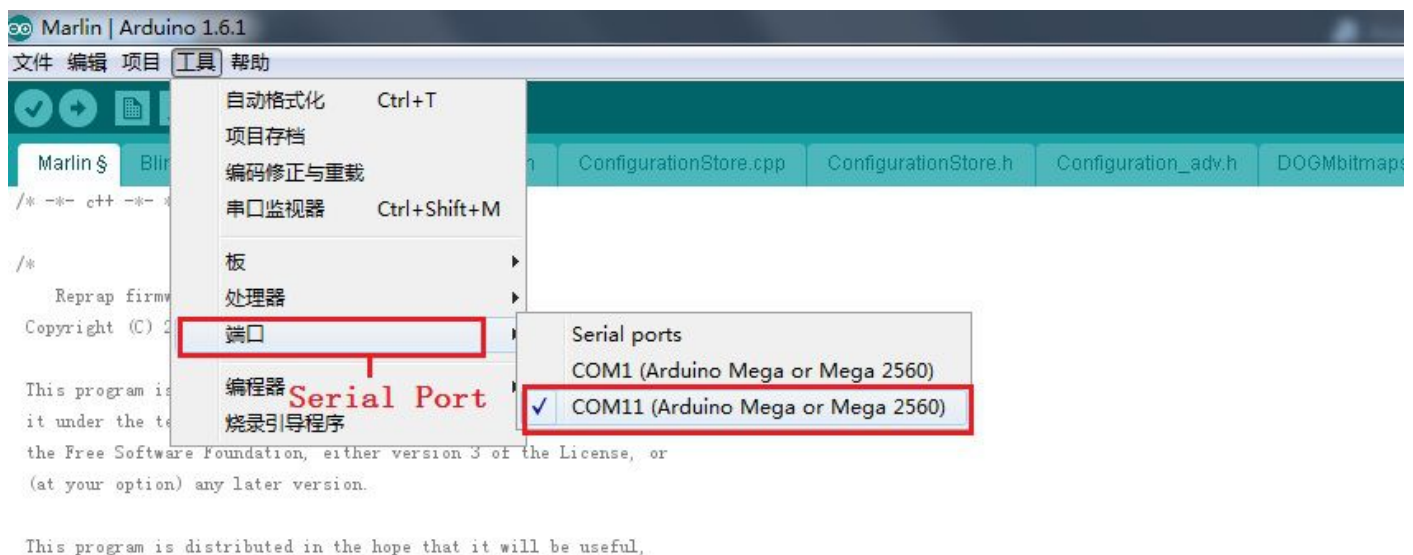 Marlin | Arduino 1.6.1
文件 编辑 项目 工具 帮助
自动格式化 Ctrl+T
项目存档
编码修正与重载
串口监视器 Ctrl+Shift+M
板
处理器
端口
编程器
烧录引导程序
Serial Port
Serial ports
COM1 (Arduino Mega or Mega 2560)
✓ COM11 (Arduino Mega or Mega 2560)
Marlin § Blin ConfigurationStore.cpp ConfigurationStore.h Configuration_adv.h DOGMbitmaps
/* -*- c++ -*- *
/*
Reprap firmw
Copyright (C) 2
This program is
it under the te
the Free Software Foundation, either version 3 of the License, or
(at your option) any later version.
This program is distributed in the hope that it will be useful,